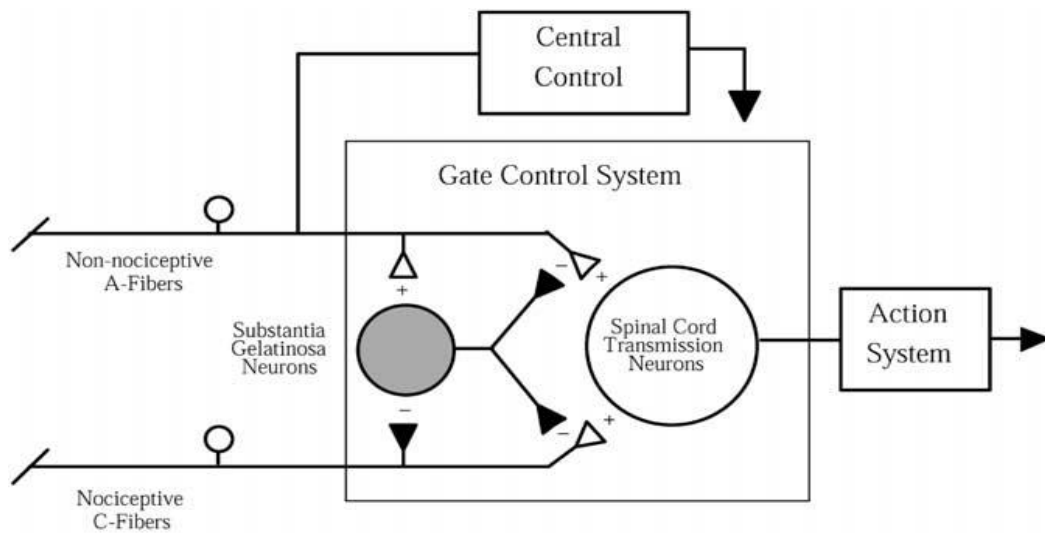 Central
Control
Gate Control System
Non-nociceptive
A-Fibers
+
−
+
Substantia
Gelatinosa
Neurons
Spinal Cord
Transmission
Neurons
Action
System
−
−
+
Nociceptive
C-Fibers